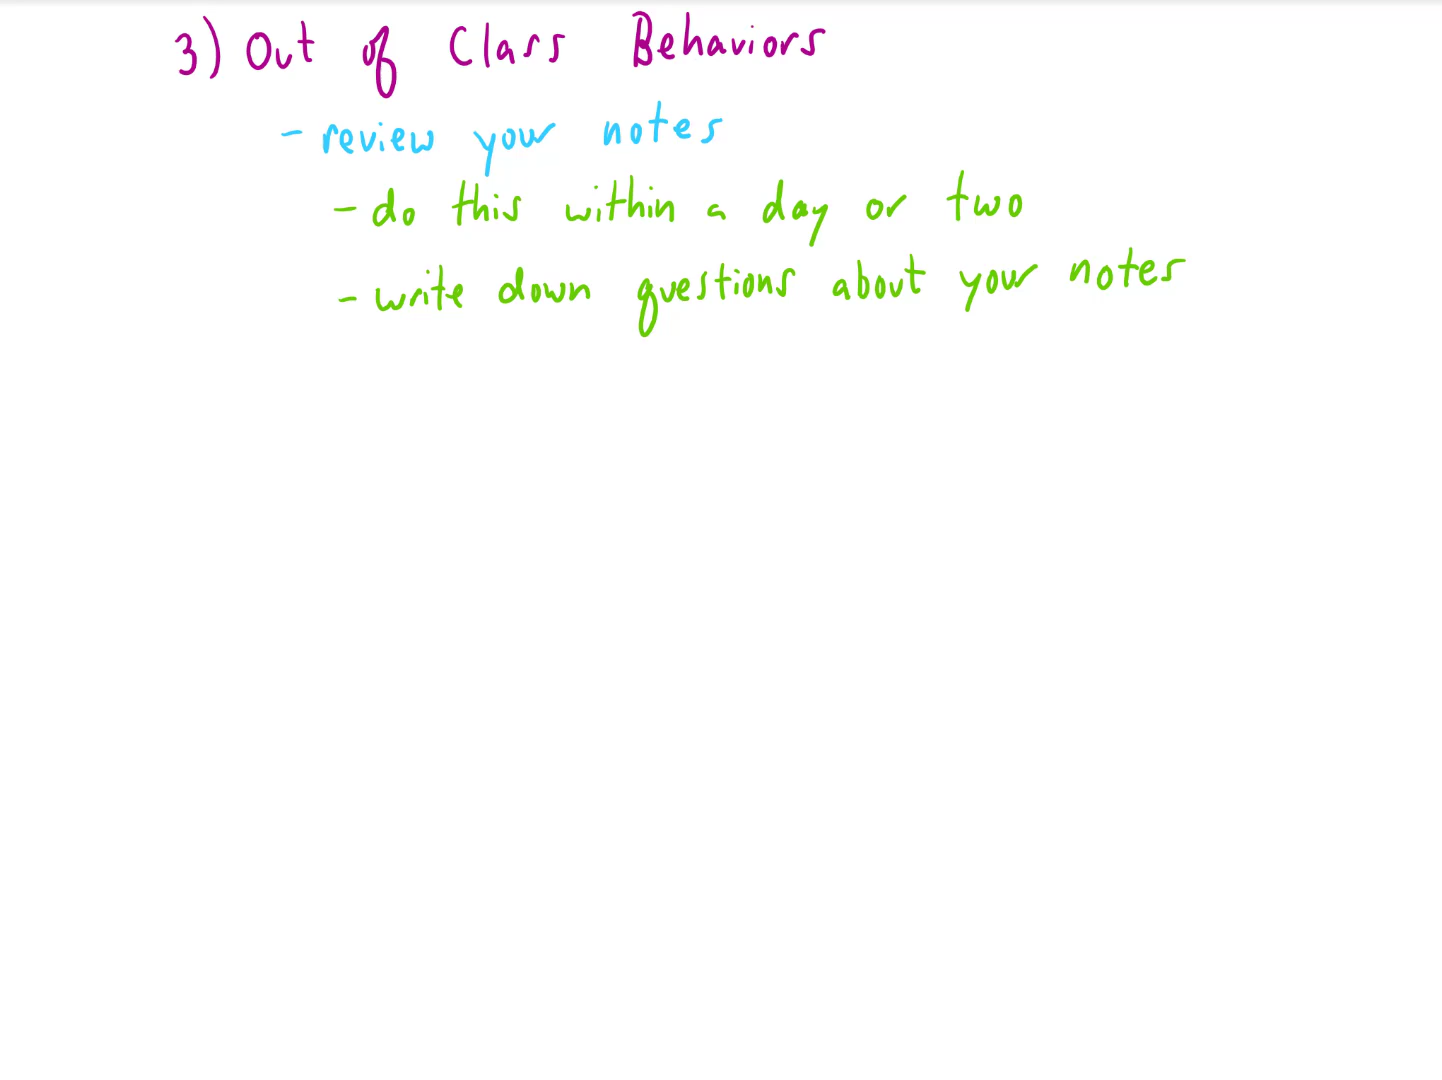 3) Out of Class Behaviors
- review your notes
- do this within a day or two
- write down questions about your notes